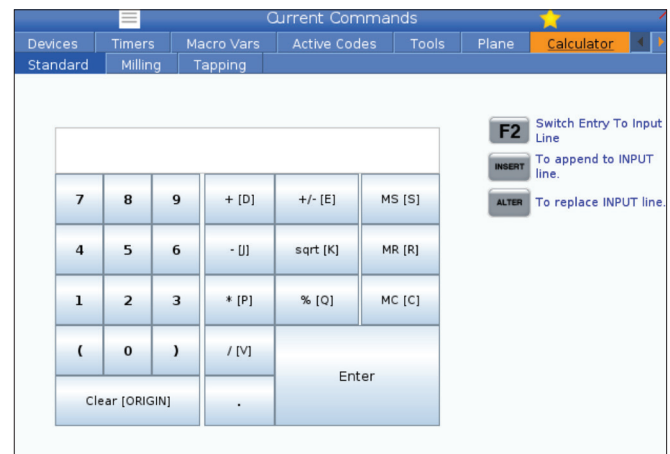 Current Commands
Devices Timers Macro Vars Active Codes Tools Plane Calculator
Standard Milling Tapping
F2 Switch Entry To Input
Line
INSERT To append to INPUT
line.
ALTER To replace INPUT line.
7 8 9 + [D] +/- [E] MS [S]
4 5 6 - [J] sqrt [K] MR [R]
1 2 3 * [P] % [Q] MC [C]
( 0 ) / [V] Enter
Clear [ORIGIN] .